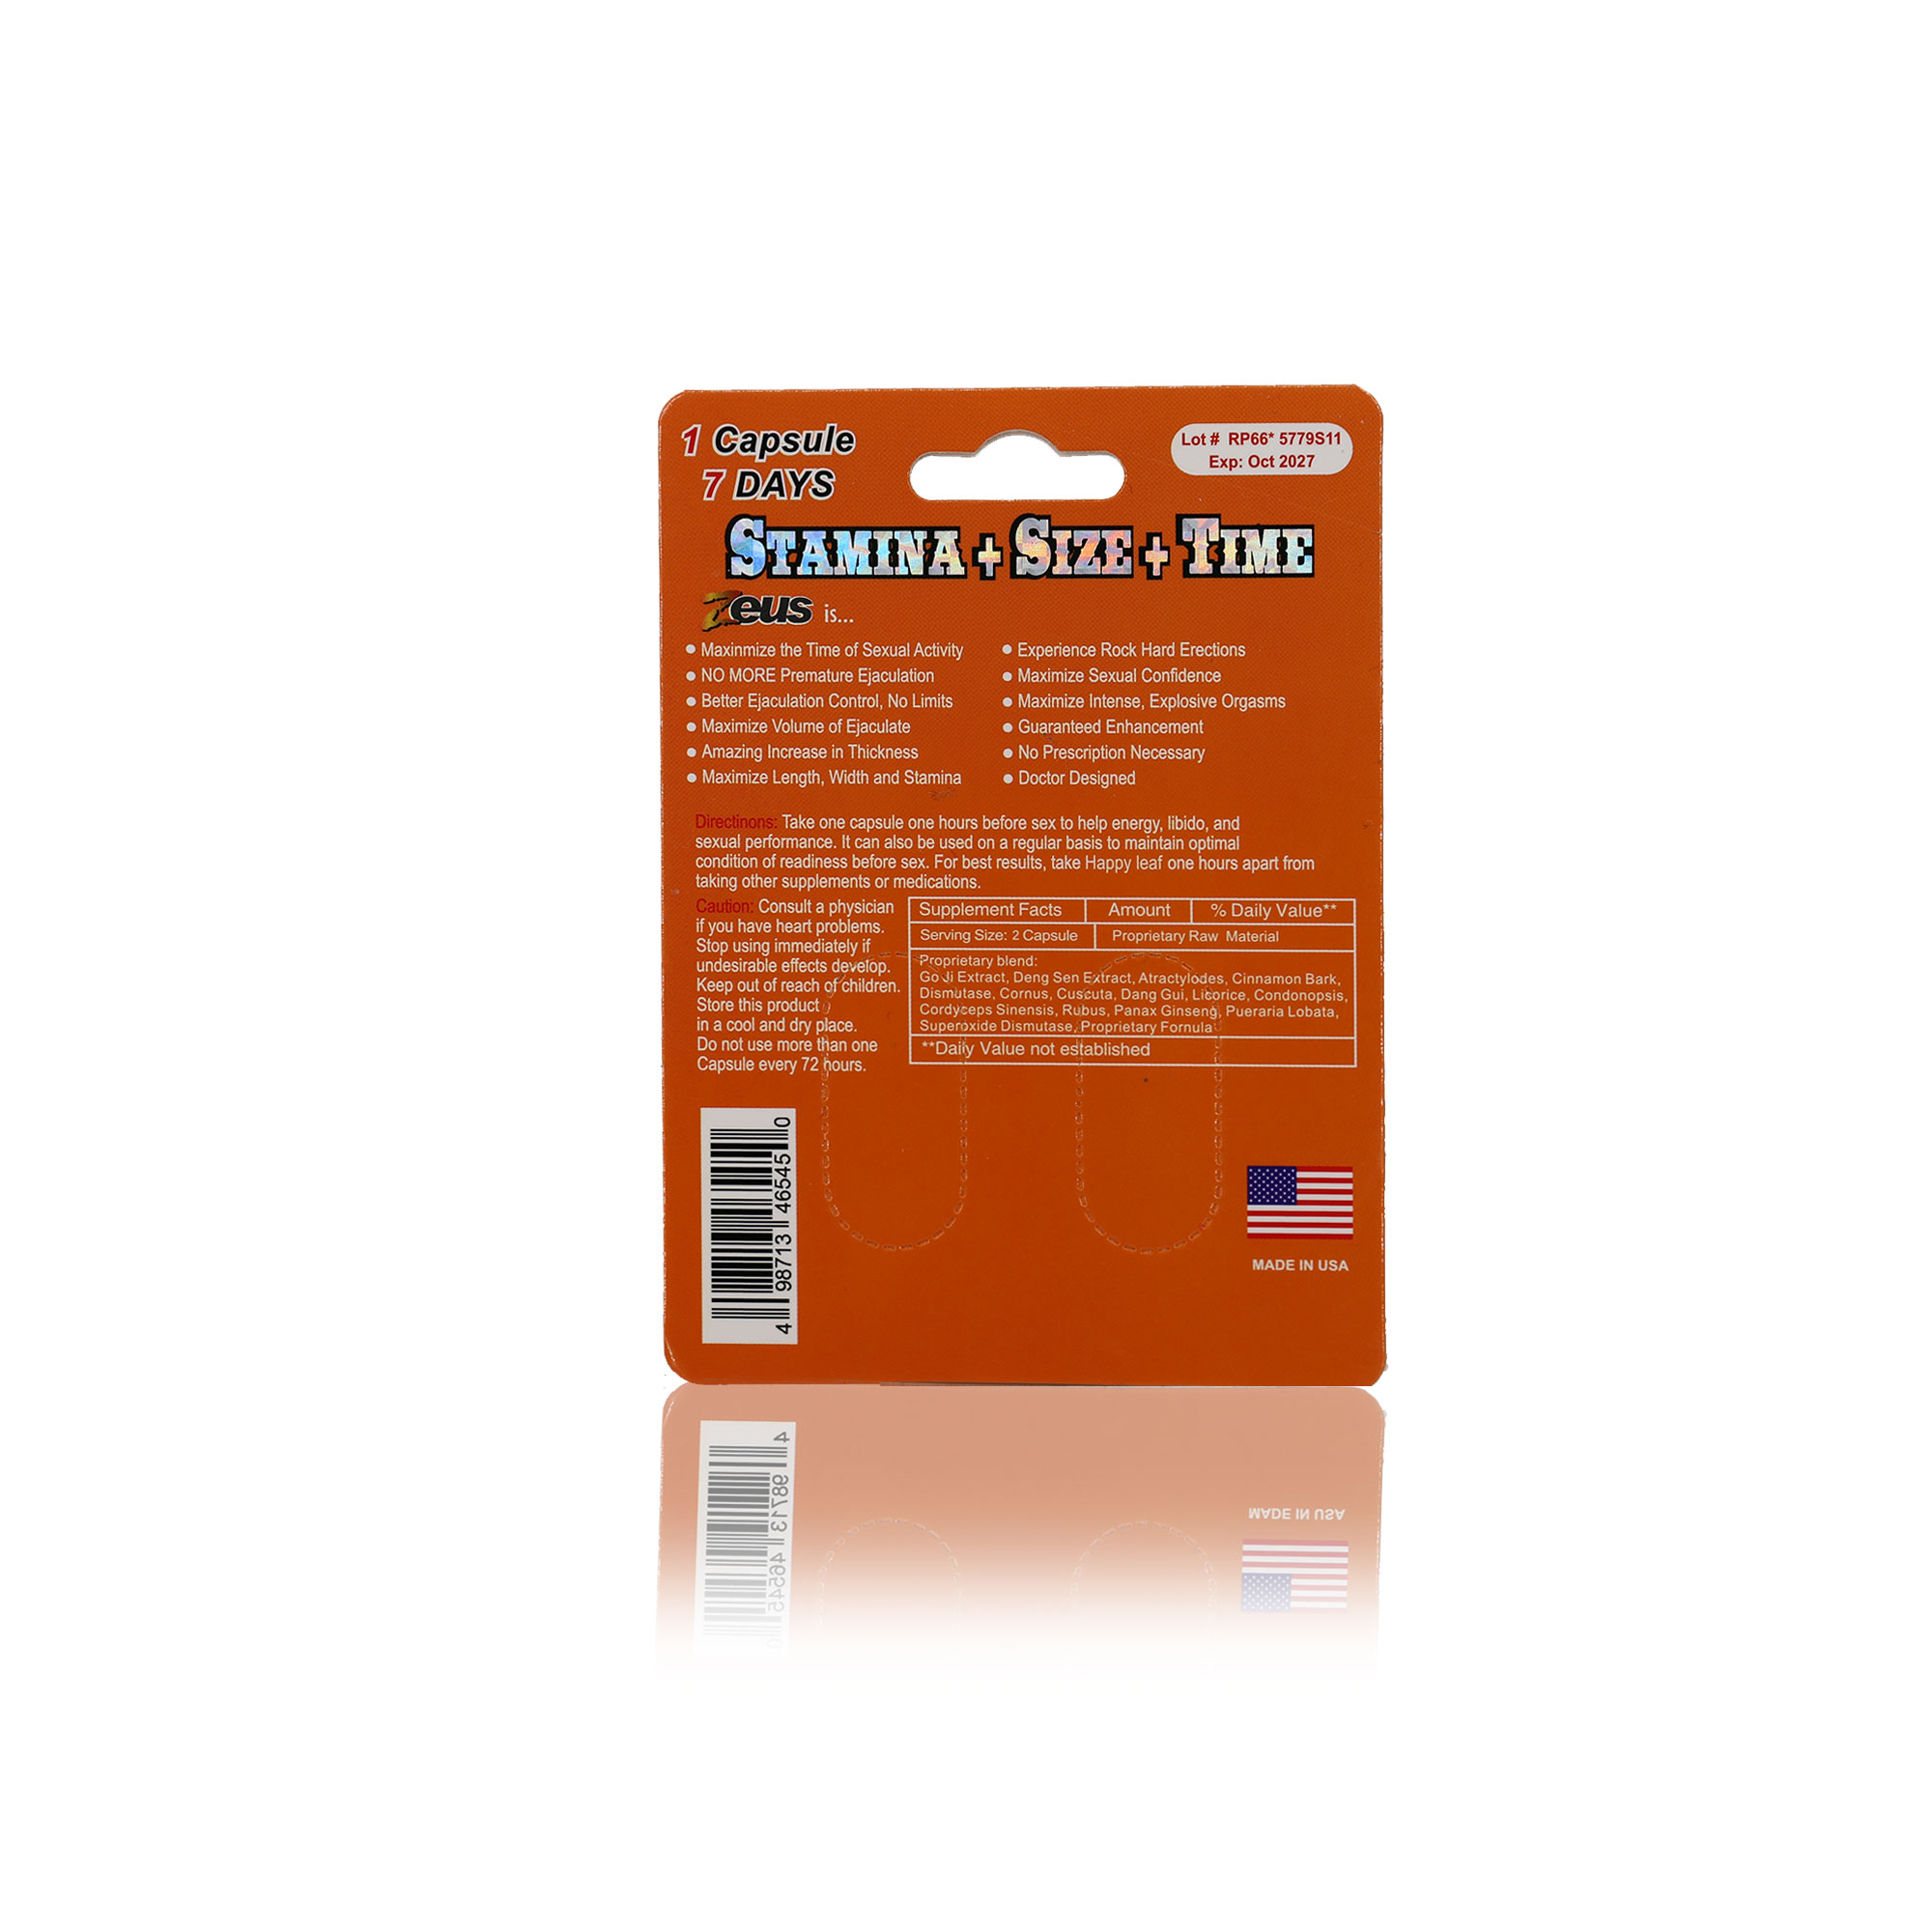 1 Capsule
7 DAYS
Lot # RP66* 5779S11
Exp: Oct 2027
STAMINA + SIZE + TIME
Zeus is...
● Maxinmize the Time of Sexual Activity
● NO MORE Premature Ejaculation
● Better Ejaculation Control, No Limits
● Maximize Volume of Ejaculate
● Amazing Increase in Thickness
● Maximize Length, Width and Stamina
● Experience Rock Hard Erections
● Maximize Sexual Confidence
● Maximize Intense, Explosive Orgasms
● Guaranteed Enhancement
● No Prescription Necessary
● Doctor Designed
Directinons: Take one capsule one hours before sex to help energy, libido, and
sexual performance. It can also be used on a regular basis to maintain optimal
condition of readiness before sex. For best results, take Happy leaf one hours apart from
taking other supplements or medications.
Caution: Consult a physician
if you have heart problems.
Stop using immediately if
undesirable effects develop.
Keep out of reach of children.
Store this product
in a cool and dry place.
Do not use more than one
Capsule every 72 hours.
Supplement Facts Amount % Daily Value**
Serving Size: 2 Capsule Proprietary Raw Material
Proprietary blend:
Go Ji Extract, Deng Sen Extract, Atractylodes, Cinnamon Bark,
Dismutase, Cornus, Cuscuta, Dang Gui, Licorice, Condonopsis,
Cordyceps Sinensis, Rubus, Panax Ginseng, Pueraria Lobata,
Superoxide Dismutase, Proprietary Fornula
**Daily Value not established
4 98713 46545 0
MADE IN USA